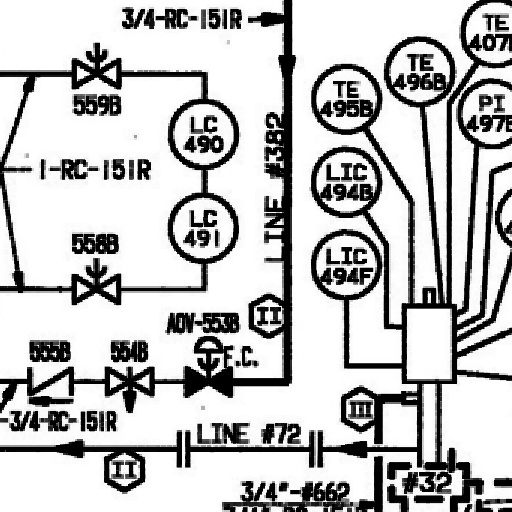 3/4-RC-151R
TE
407
TE
496B
TE
495B
PI
497B
559B
LC
490
1-RC-151R
LINE #382
LIC
494B
LC
491
558B
LIC
494F
II
AOV-553B
F.C.
555B
554B
III
-3/4-RC-151R
LINE #72
II
#32
3/4"-#662